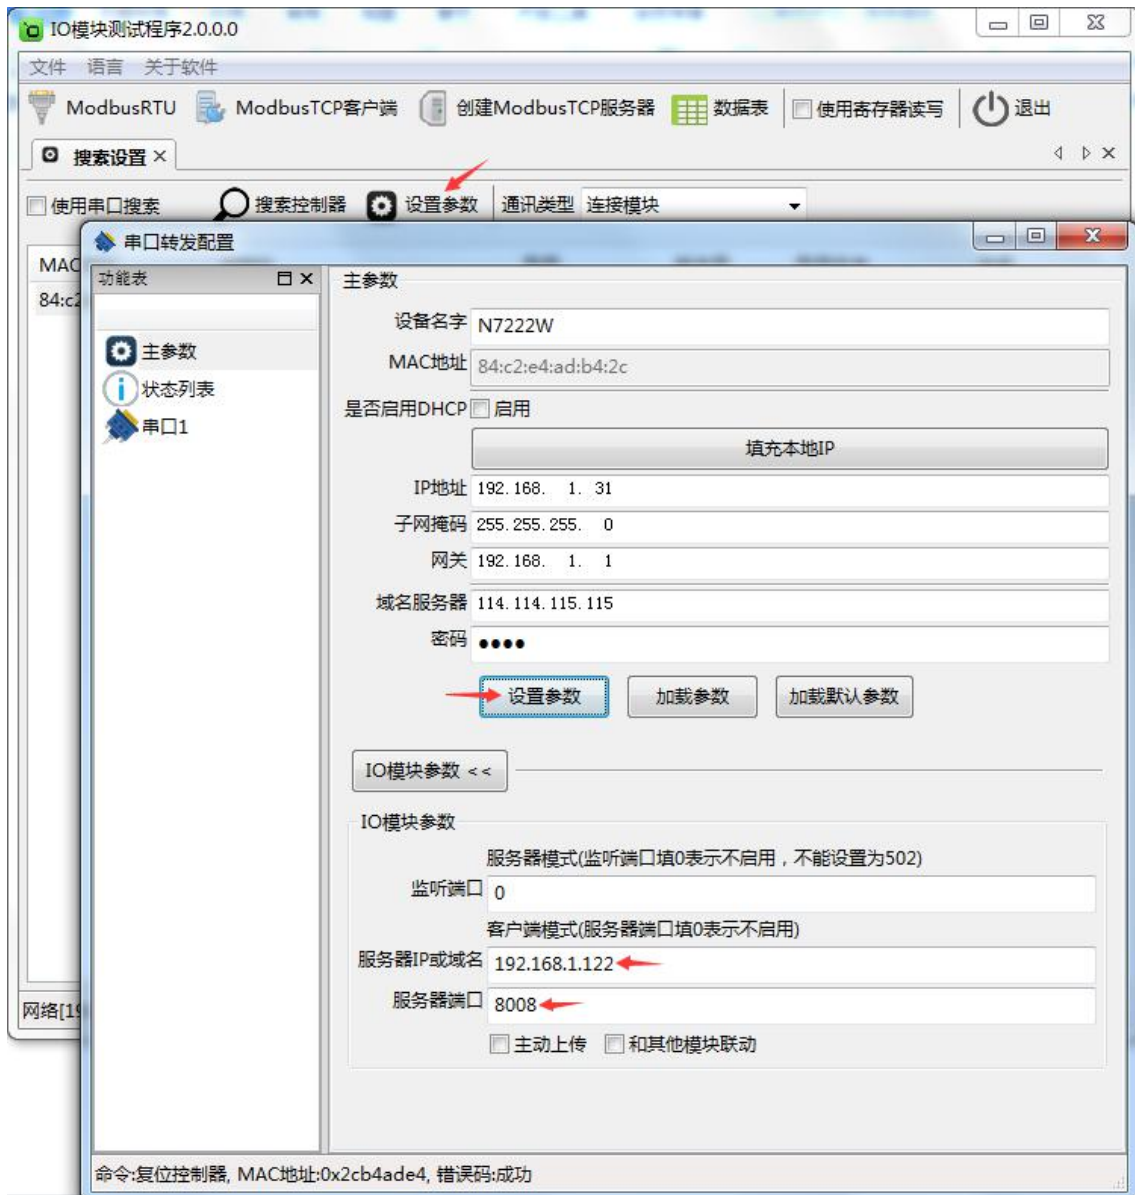 IO模块测试程序2.0.0.0
文件 语言 关于软件
ModbusRTU ModbusTCP客户端 创建ModbusTCP服务器 数据表 使用寄存器读写 退出
搜索设置
使用串口搜索 搜索控制器 设置参数 通讯类型 连接模块
串口转发配置
MAC
84:c2
功能表
主参数
状态列表
串口1
主参数
设备名字 N7222W
MAC地址 84:c2:e4:ad:b4:2c
是否启用DHCP 启用
填充本地IP
IP地址 192.168. 1. 31
子网掩码 255.255.255. 0
网关 192.168. 1. 1
域名服务器 114.114.115.115
密码 ●●●●
设置参数 加载参数 加载默认参数
IO模块参数 <<
IO模块参数
服务器模式(监听端口填0表示不启用，不能设置为502)
监听端口 0
客户端模式(服务器端口填0表示不启用)
服务器IP或域名 192.168.1.122
服务器端口 8008
主动上传 和其他模块联动
网络[19
命令:复位控制器, MAC地址:0x2cb4ade4, 错误码:成功